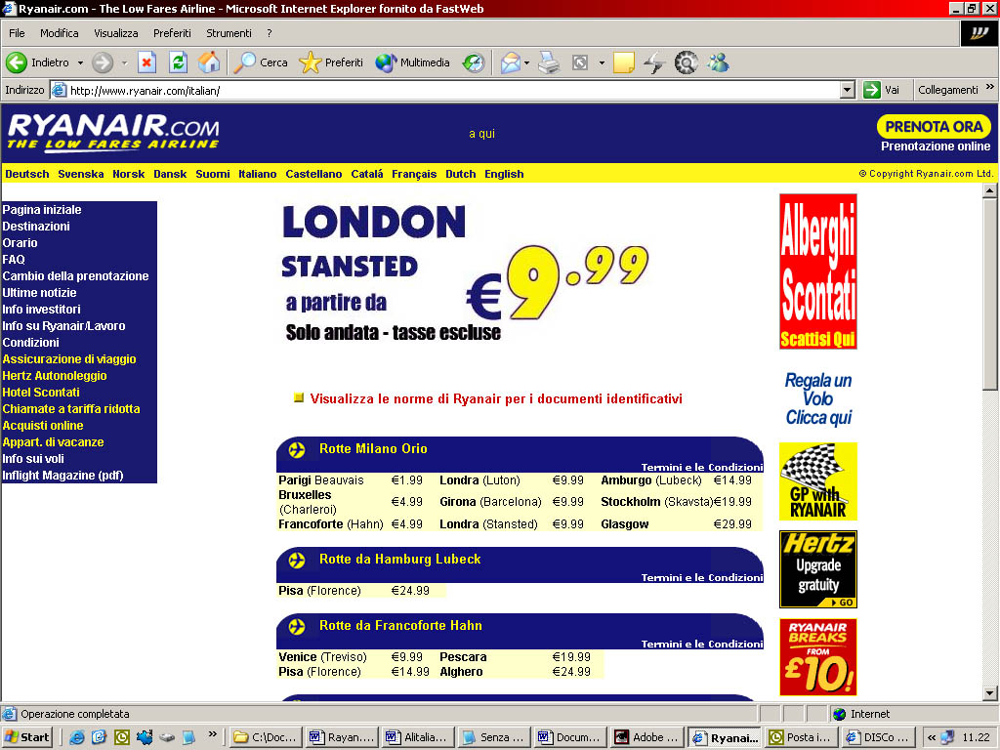 Ryanair.com - The Low Fares Airline - Microsoft Internet Explorer fornito da FastWeb
File Modifica Visualizza Preferiti Strumenti ?
Indietro Cerca Preferiti Multimedia
Indirizzo http://www.ryanair.com/italian/ Vai Collegamenti »
RYANAIR.COM
THE LOW FARES AIRLINE
a qui
PRENOTA ORA
Prenotazione online
Deutsch Svenska Norsk Dansk Suomi Italiano Castellano Catalá Français Dutch English © Copyright Ryanair.com Ltd.
Pagina iniziale
Destinazioni
Orario
FAQ
Cambio della prenotazione
Ultime notizie
Info investitori
Info su Ryanair/Lavoro
Condizioni
Assicurazione di viaggio
Hertz Autonoleggio
Hotel Scontati
Chiamate a tariffa ridotta
Acquisti online
Appart. di vacanze
Info sui voli
Inflight Magazine (pdf)
LONDON
STANSTED
a partire da
€9.99
Solo andata - tasse escluse
Visualizza le norme di Ryanair per i documenti identificativi
Rotte Milano Orio
Termini e le Condizioni
Parigi Beauvais €1.99 Londra (Luton) €9.99 Amburgo (Lubeck) €14.99
Bruxelles (Charleroi) €4.99 Girona (Barcelona) €9.99 Stockholm (Skavsta) €19.99
Francoforte (Hahn) €4.99 Londra (Stansted) €9.99 Glasgow €29.99
Rotte da Hamburg Lubeck
Termini e le Condizioni
Pisa (Florence) €24.99
Rotte da Francoforte Hahn
Termini e le Condizioni
Venice (Treviso) €9.99 Pescara €19.99
Pisa (Florence) €14.99 Alghero €24.99
Alberghi
Scontati
Scattisi Qui
Regala un
Volo
Clicca qui
GP with
RYANAIR
Hertz
Upgrade
gratuity
GO
RYANAIR
BREAKS
FROM
£10!
Operazione completata Internet
Start » C:\Doc... Rayan... Alitalia... Senza ... Docum... Adobe ... Ryanai... Posta i... DISCo ... « 11.22